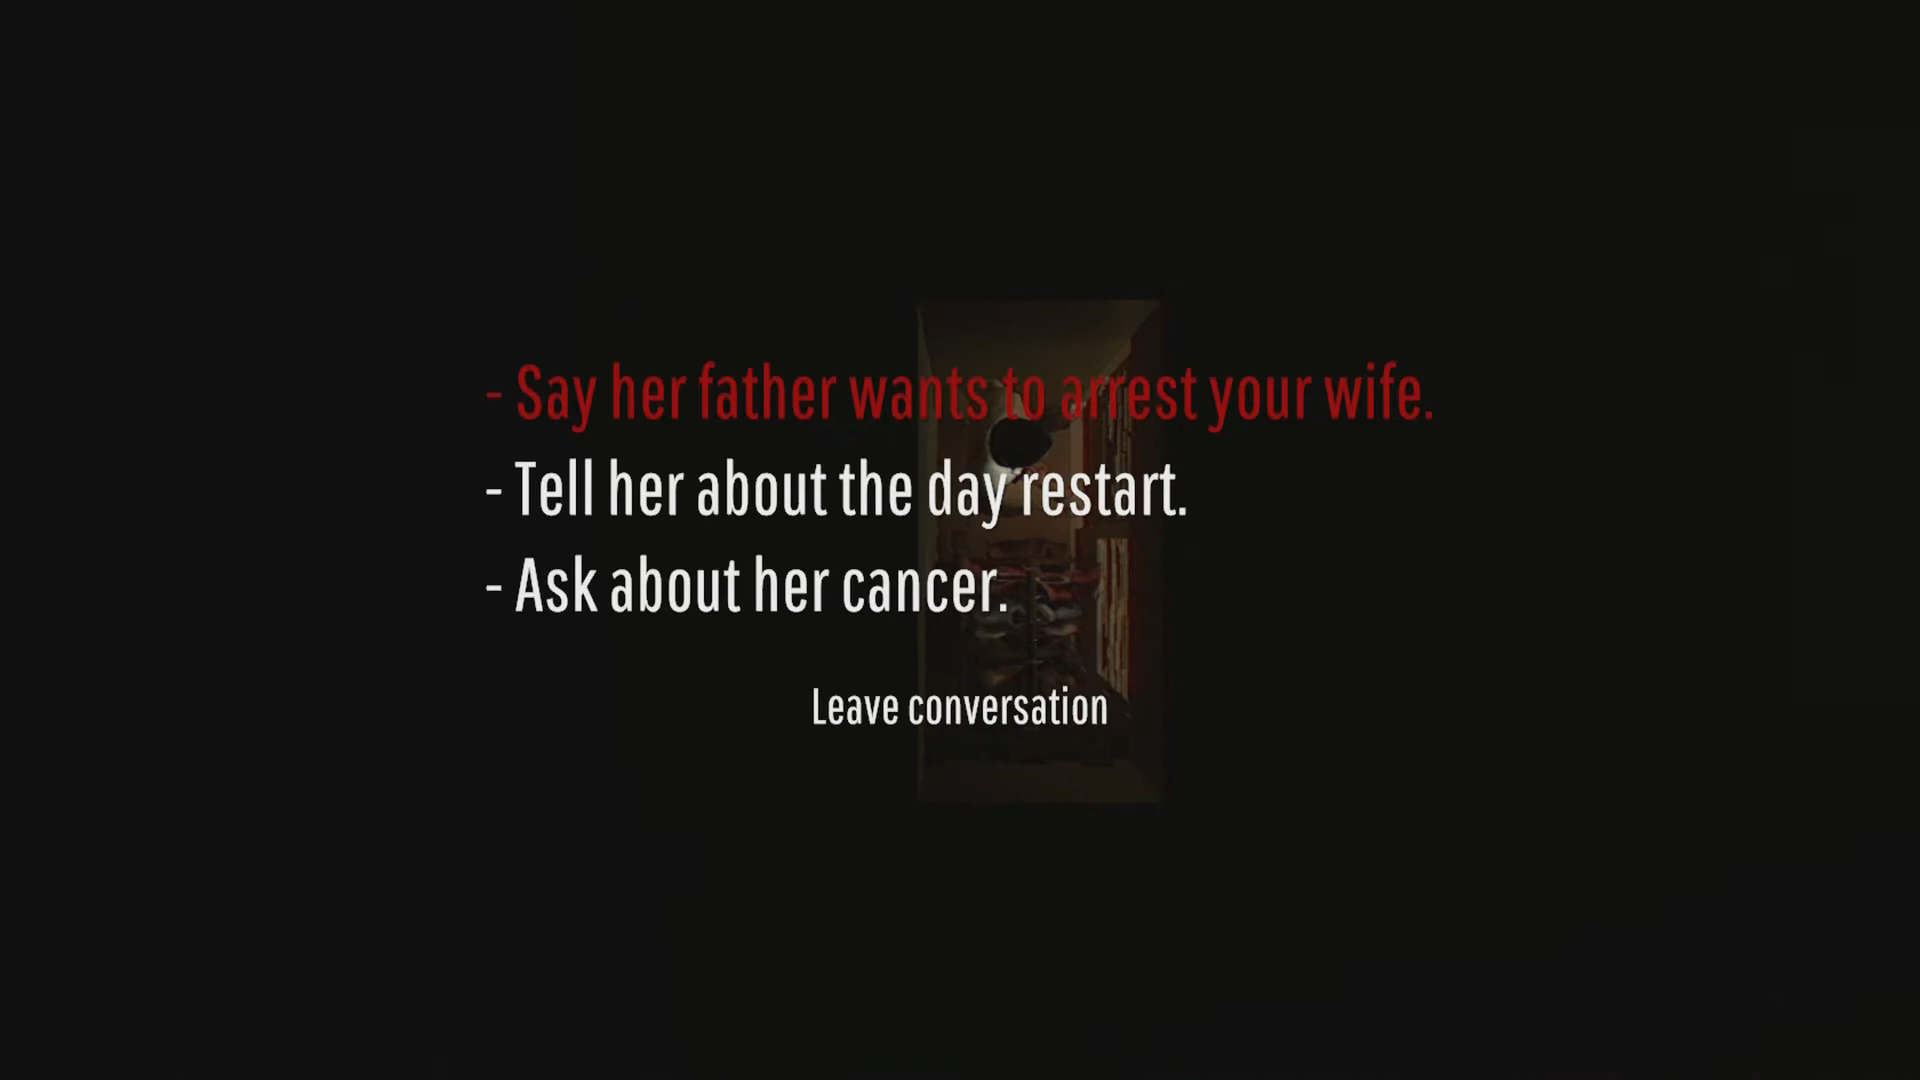 - Say her father wants to arrest your wife.
- Tell her about the day restart.
- Ask about her cancer.
Leave conversation